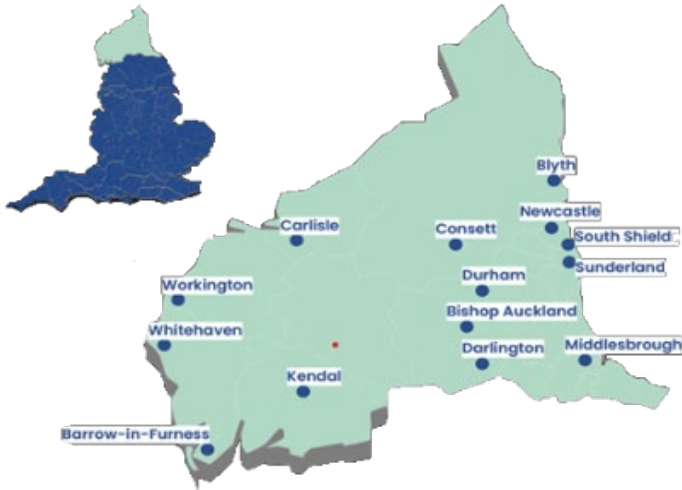 Blyth
Newcastle
Carlisle
Consett
South Shield
Sunderland
Durham
Workington
Bishop Auckland
Whitehaven
Darlington
Middlesbrough
Kendal
Barrow-in-Furness